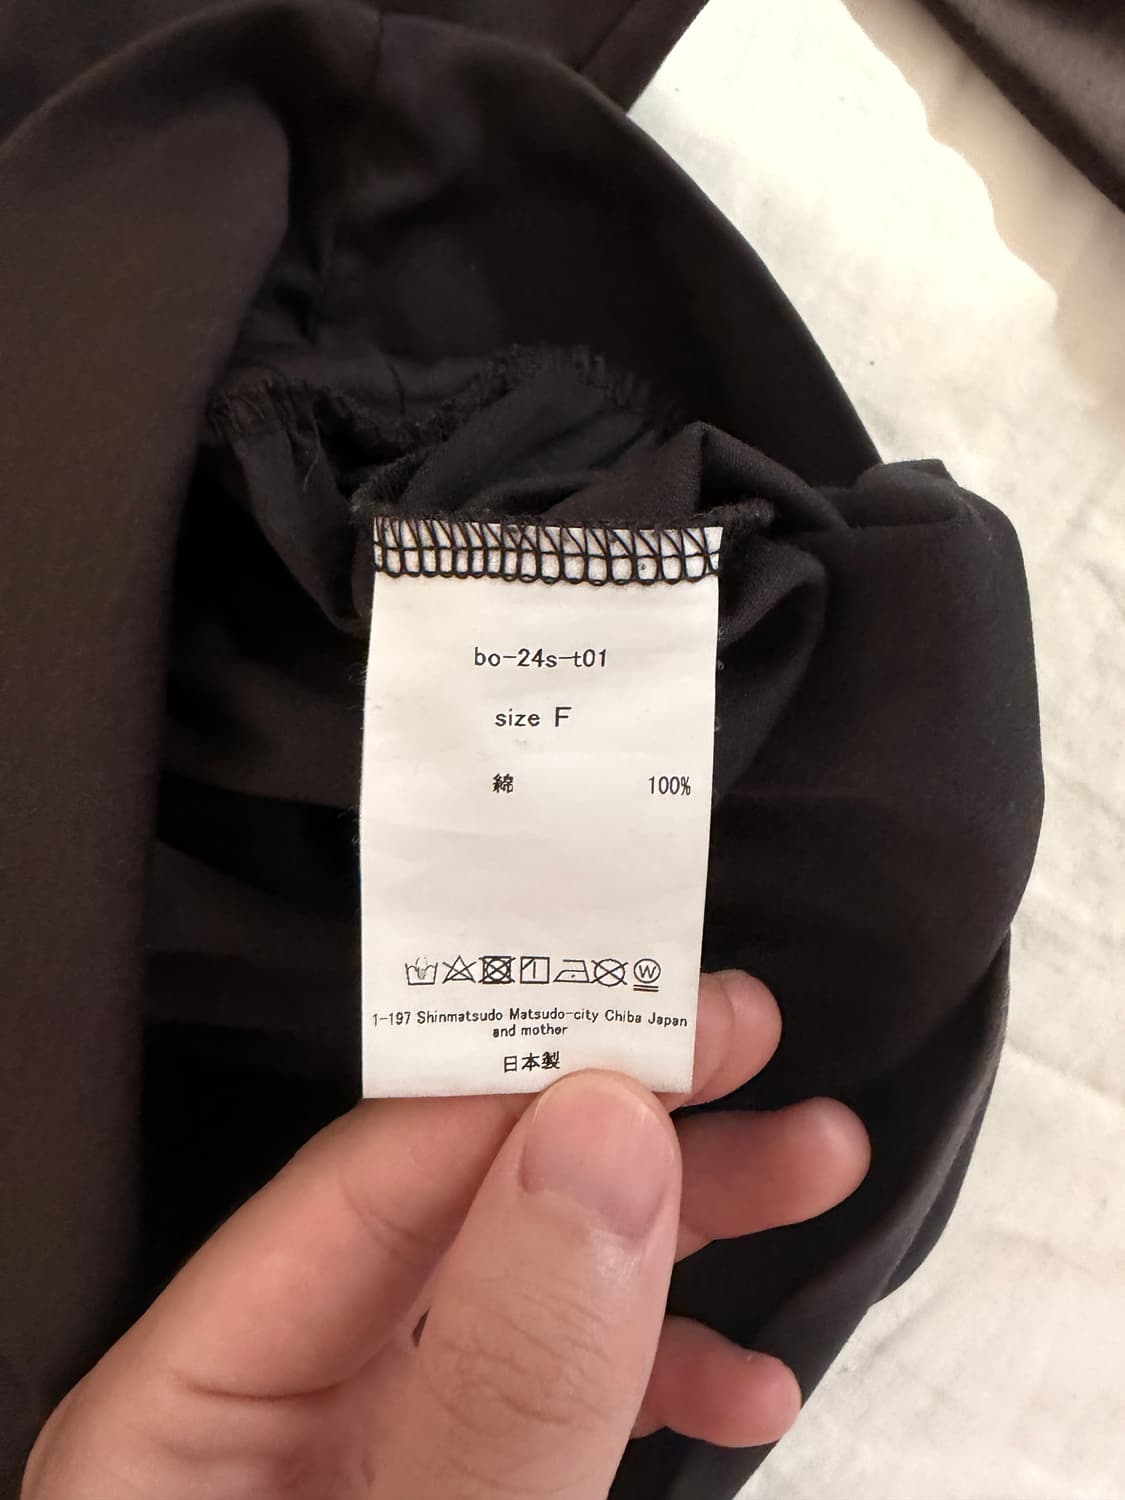 bo-24s-t01
size F
綿 100%
W
1-197 Shinmatsudo Matsudo-city Chiba Japan
and mother
日本製